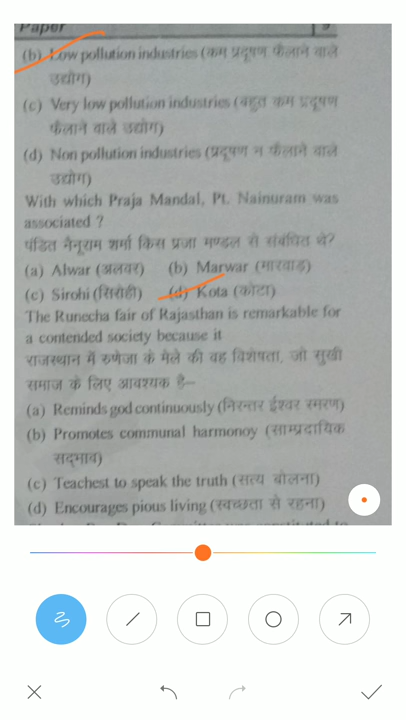 Paper 9
(b) Low pollution industries (कम प्रदूषण फैलाने वाले
उद्योग)
(c) Very low pollution industries (बहुत कम प्रदूषण
फैलाने वाले उद्योग)
(d) Non pollution industries (प्रदूषण न फैलाने वाले
उद्योग)
With which Praja Mandal, Pt. Nainuram was
associated ?
पंडित नैनूराम शर्मा किस प्रजा मण्डल से संबंधित थे?
(a) Alwar (अलवर) (b) Marwar (मारवाड़)
(c) Sirohi (सिरोही) (d) Kota (कोटा)
The Runecha fair of Rajasthan is remarkable for
a contended society because it
राजस्थान में रुणेजा के मेले की वह विशेषता, जो सुखी
समाज के लिए आवश्यक है–
(a) Reminds god continuously (निरन्तर ईश्वर स्मरण)
(b) Promotes communal harmonoy (साम्प्रदायिक
सद्भाव)
(c) Teachest to speak the truth (सत्य बोलना)
(d) Encourages pious living (स्वच्छता से रहना)